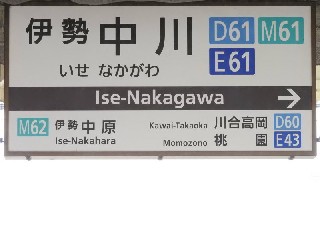 伊勢中川 D61 M61
いせ なかがわ E61
Ise-Nakagawa →
M62 伊勢中原 Kawai-Takaoka 川合高岡 D60
Ise-Nakahara Momozono 桃園 E43